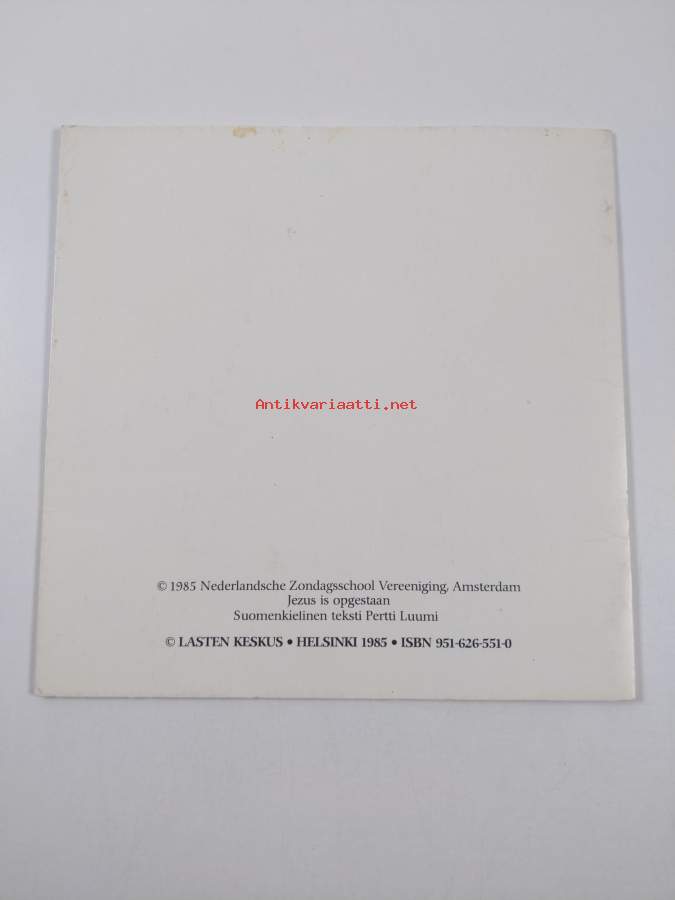 Antikvariaatti.net
© 1985 Nederlandsche Zondagsschool Vereeniging, Amsterdam
Jezus is opgestaan
Suomenkielinen teksti Pertti Luumi
© LASTEN KESKUS • HELSINKI 1985 • ISBN 951-626-551-0